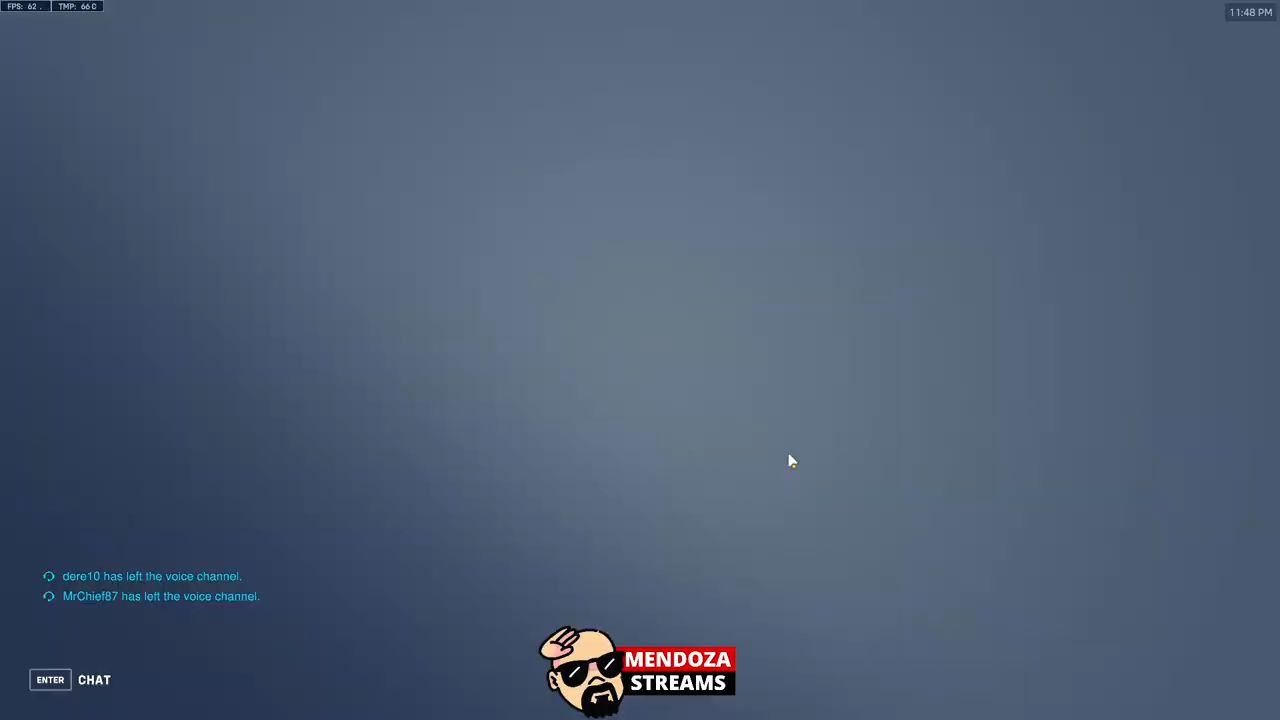 FPS: 62 . TMP: 66 C
11:48 PM
dere10 has left the voice channel.
MrChief87 has left the voice channel.
MENDOZA
STREAMS
ENTER CHAT